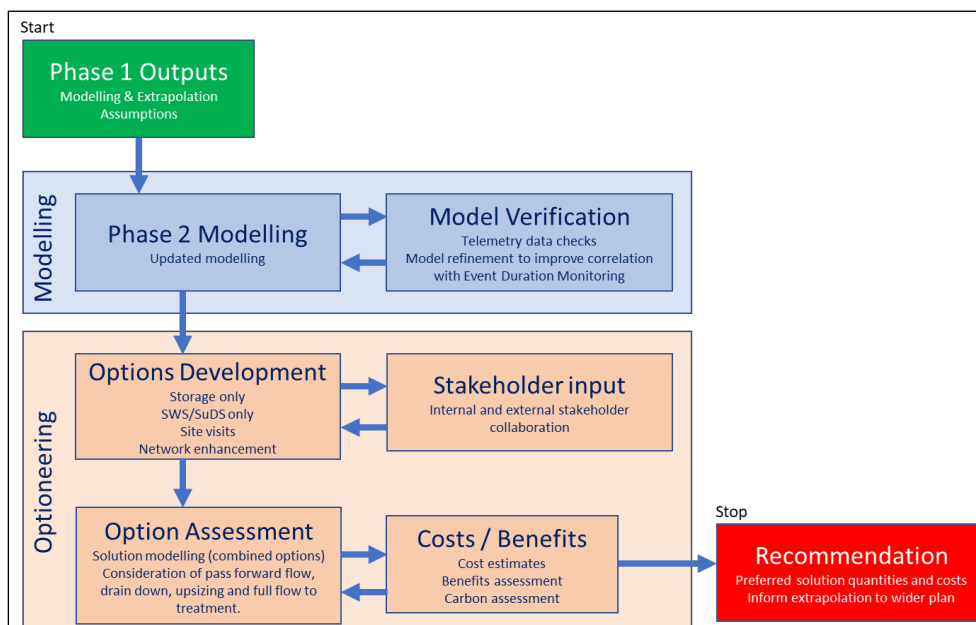 Start
Phase 1 Outputs
Modelling & Extrapolation
Assumptions
Modelling
Phase 2 Modelling
Updated modelling
Model Verification
Telemetry data checks
Model refinement to improve correlation
with Event Duration Monitoring
Optioneering
Options Development
Storage only
SWS/SuDS only
Site visits
Network enhancement
Stakeholder input
Internal and external stakeholder
collaboration
Option Assessment
Solution modelling (combined options)
Consideration of pass forward flow,
drain down, upsizing and full flow to
treatment.
Costs / Benefits
Cost estimates
Benefits assessment
Carbon assessment
Stop
Recommendation
Preferred solution quantities and costs
Inform extrapolation to wider plan